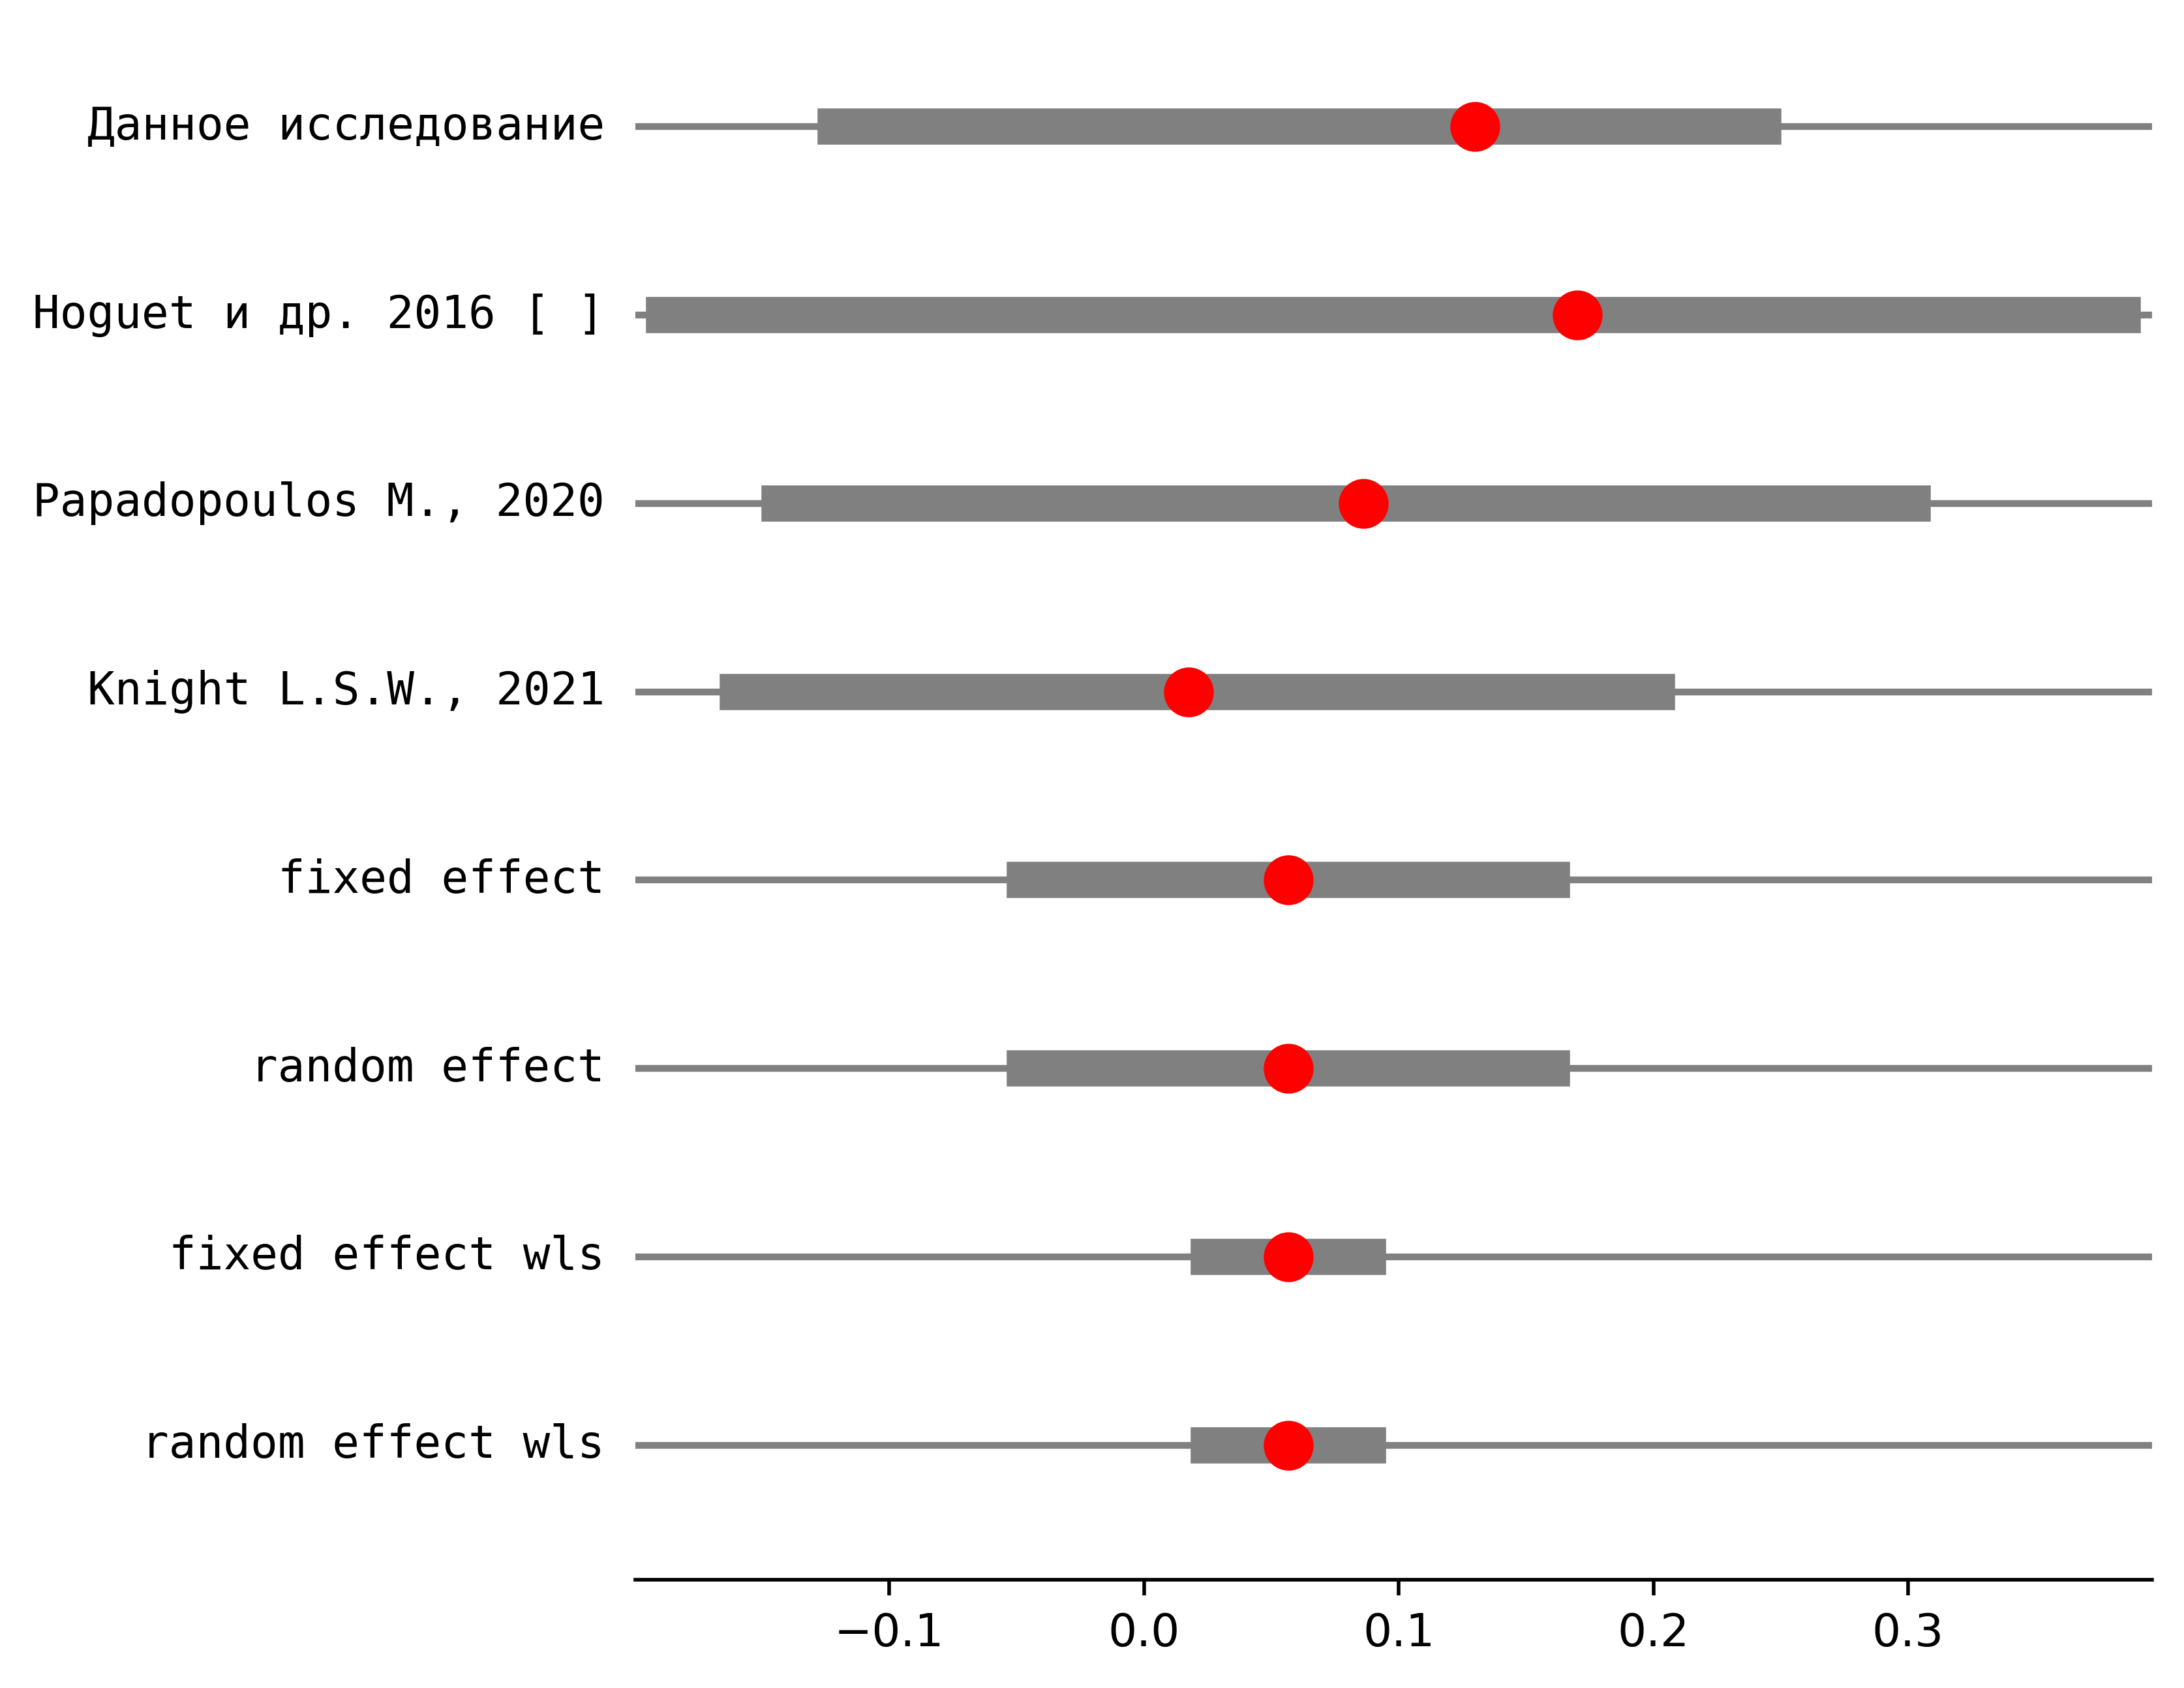 Данное исследование
Hoguet и др. 2016 [ ]
Papadopoulos M., 2020
Knight L.S.W., 2021
fixed effect
random effect
fixed effect wls
random effect wls
−0.1 0.0 0.1 0.2 0.3